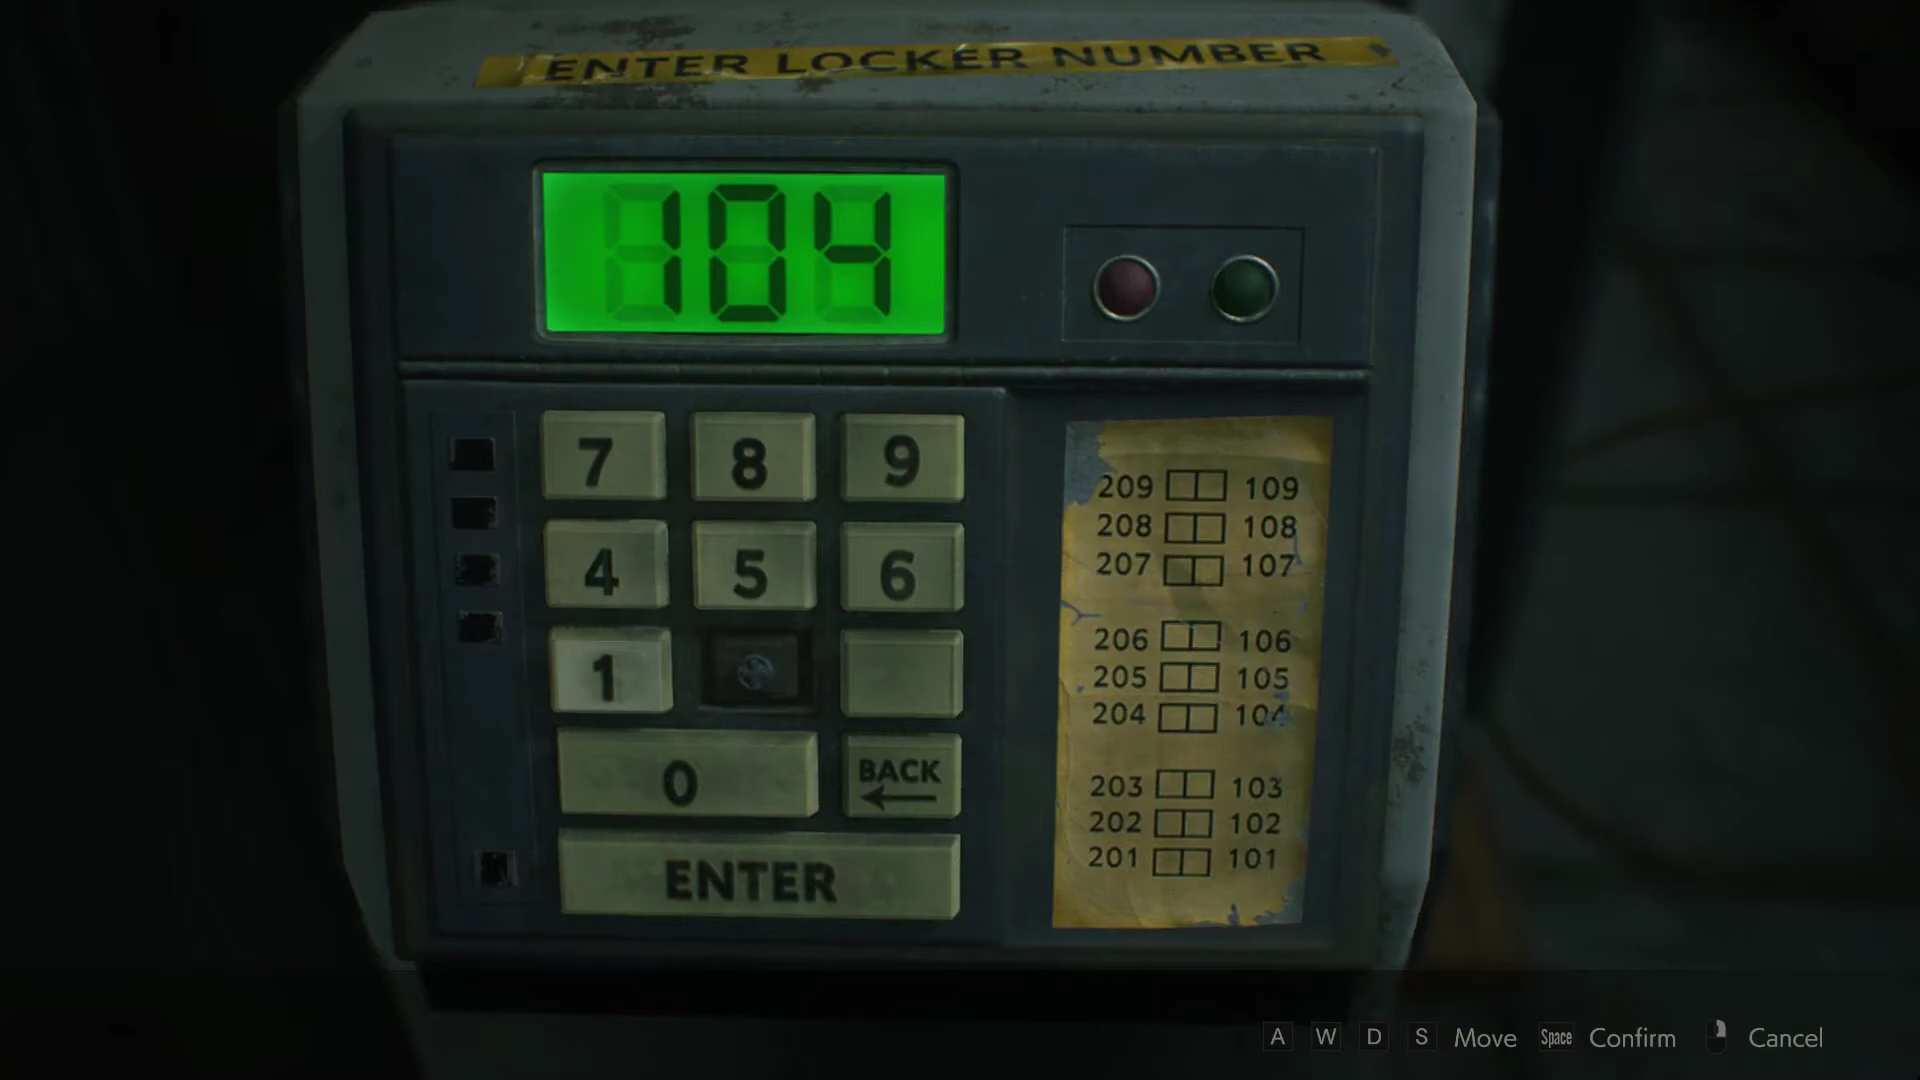 ENTER LOCKER NUMBER
104
7 8 9
4 5 6
1
0 BACK
ENTER
209 109
208 108
207 107
206 106
205 105
204 104
203 103
202 102
201 101
A W D S Move Space Confirm Cancel